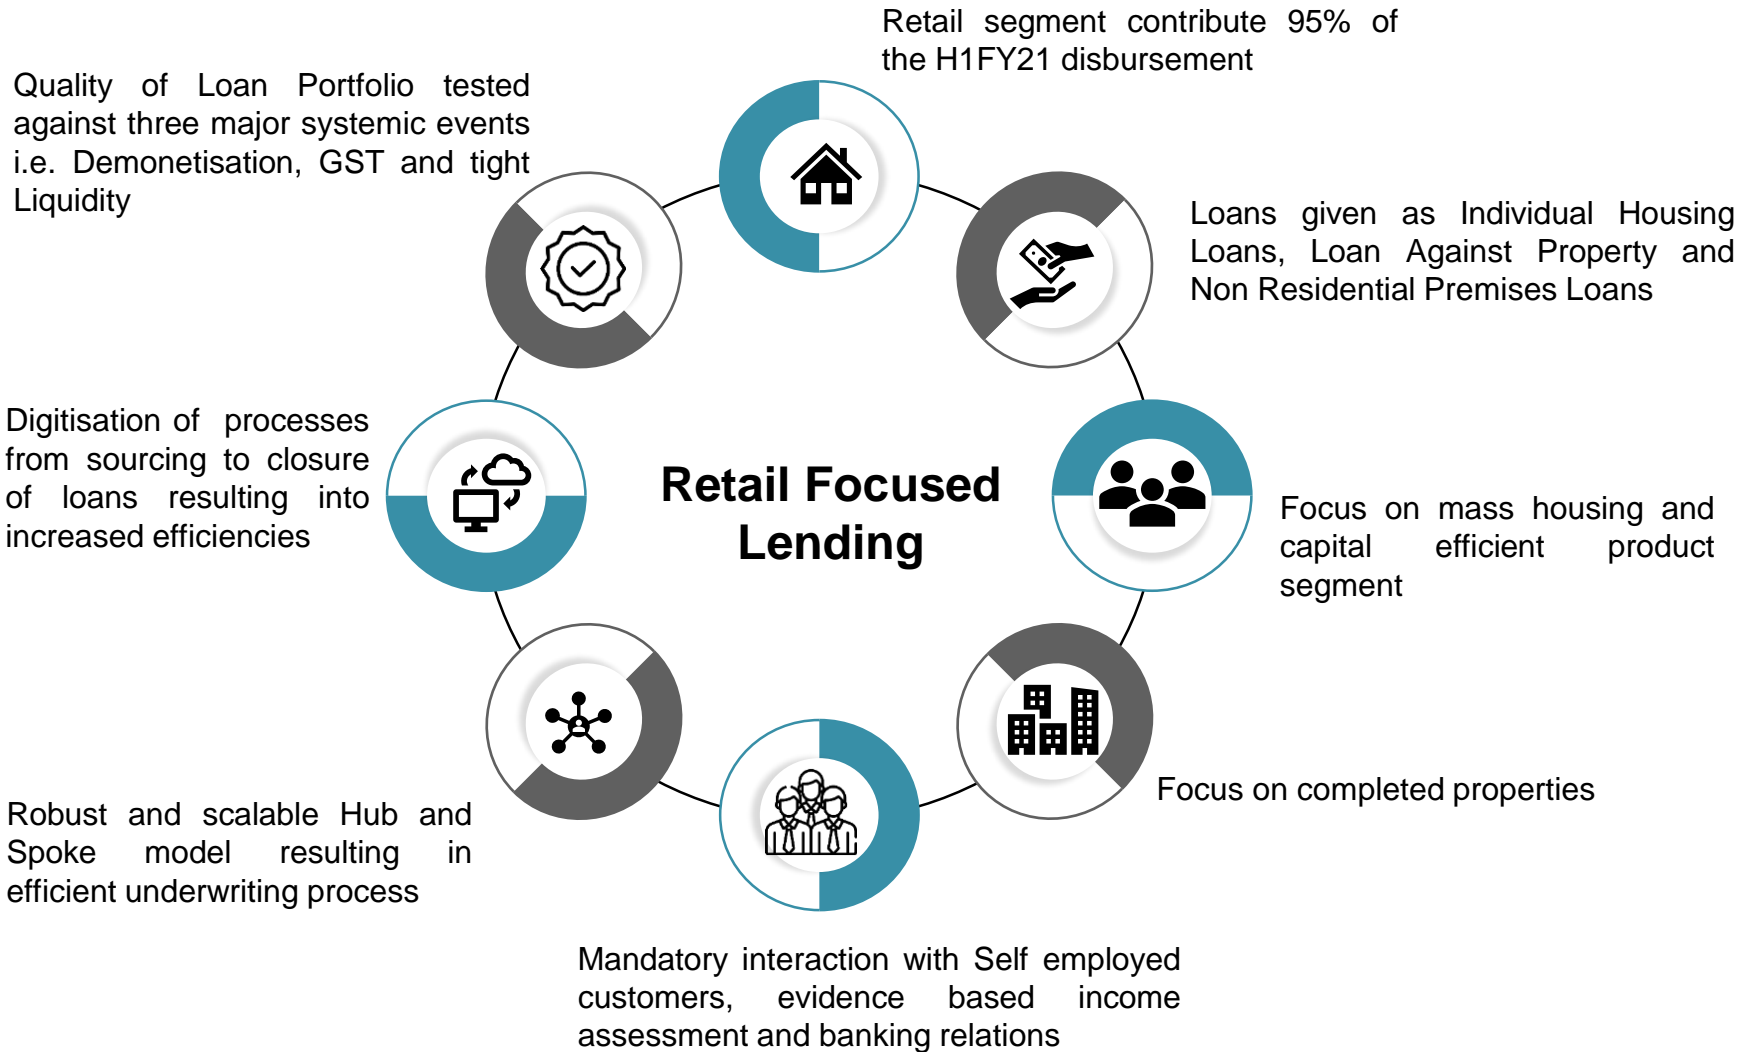 Retail segment contribute 95% of
the H1FY21 disbursement
Quality of Loan Portfolio tested
against three major systemic events
i.e. Demonetisation, GST and tight
Liquidity
Loans given as Individual Housing
Loans, Loan Against Property and
Non Residential Premises Loans
Digitisation of processes
from sourcing to closure
of loans resulting into
increased efficiencies
Retail Focused
Lending
Focus on mass housing and
capital efficient product
segment
Focus on completed properties
Robust and scalable Hub and
Spoke model resulting in
efficient underwriting process
Mandatory interaction with Self employed
customers, evidence based income
assessment and banking relations